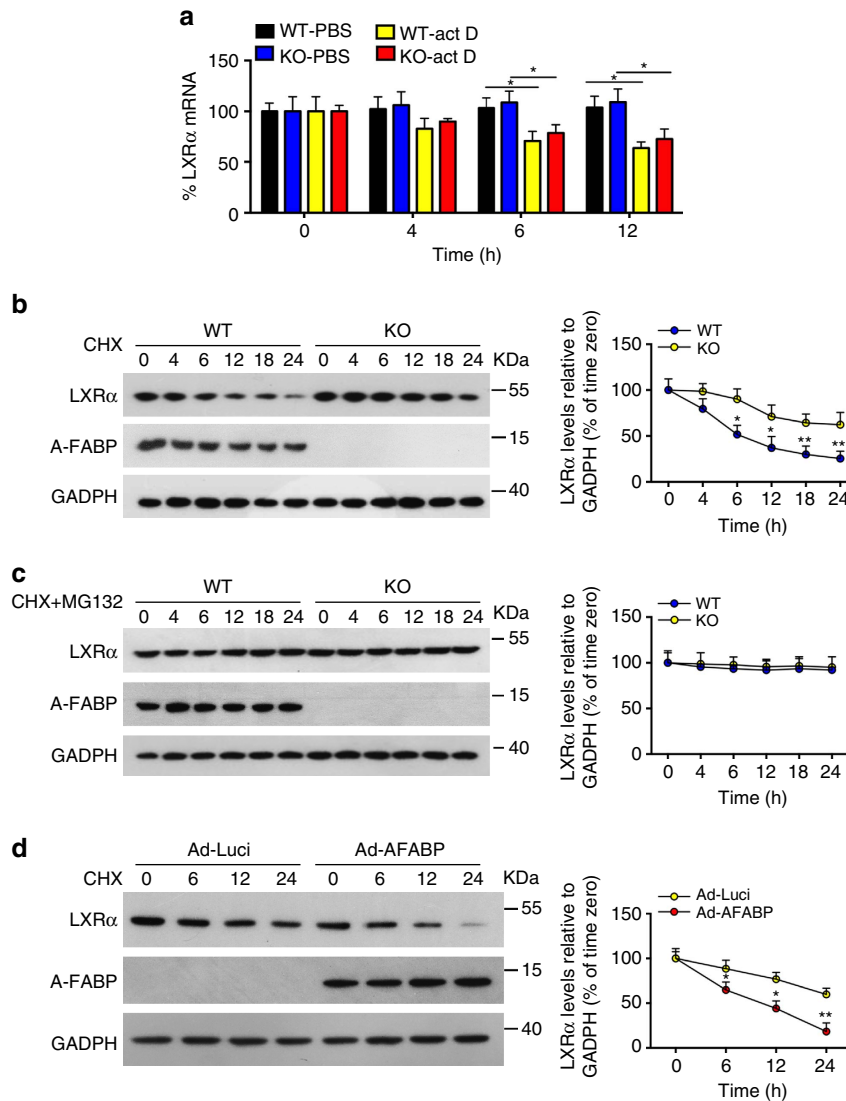 a
WT-PBS
WT-act D
KO-PBS
KO-act D
150
100
50
0
% LXRα mRNA
* * * *
0 4 6 12
Time (h)
b
WT KO
CHX 0 4 6 12 18 24 0 4 6 12 18 24 KDa
LXRα
55
A-FABP
15
GADPH
40
LXRα levels relative to
GADPH (% of time zero)
150
100
50
0
WT
KO
* * ** **
0 4 6 12 18 24
Time (h)
c
WT KO
CHX+MG132 0 4 6 12 18 24 0 4 6 12 18 24 KDa
LXRα
55
A-FABP
15
GADPH
40
LXRα levels relative to
GADPH (% of time zero)
150
100
50
0
WT
KO
0 4 6 12 18 24
Time (h)
d
Ad-Luci Ad-AFABP
CHX 0 6 12 24 0 6 12 24 KDa
LXRα
55
A-FABP
15
GADPH
40
LXRα levels relative to
GADPH (% of time zero)
150
100
50
0
Ad-Luci
Ad-AFABP
* * **
0 6 12 24
Time (h)